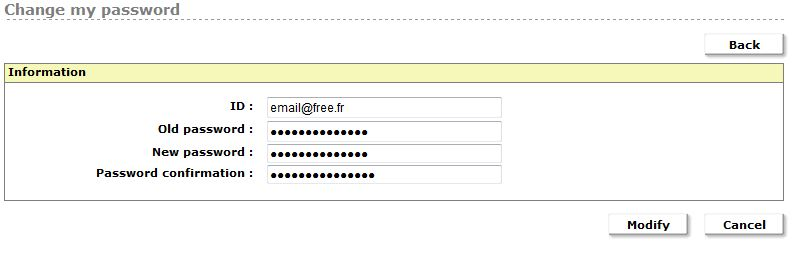 Change my password
Back
Information
ID : email@free.fr
Old password : ●●●●●●●●●●●●●●
New password : ●●●●●●●●●●●●●●
Password confirmation : ●●●●●●●●●●●●●●●
Modify Cancel